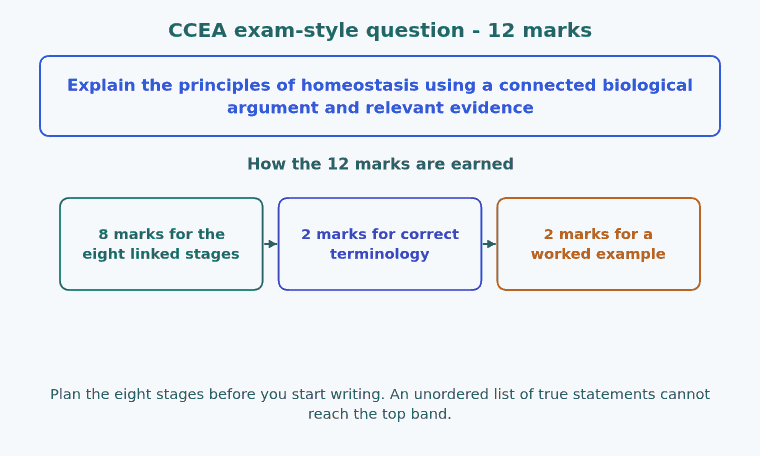 CCEA exam-style question - 12 marks
Explain the principles of homeostasis using a connected biological
argument and relevant evidence
How the 12 marks are earned
8 marks for the
eight linked stages
2 marks for correct
terminology
2 marks for a
worked example
Plan the eight stages before you start writing. An unordered list of true statements cannot
reach the top band.